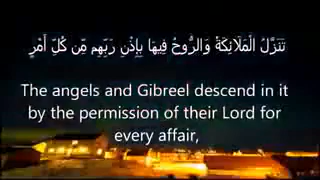 تَنَزَّلُ الْمَلَائِكَةُ وَالرُّوحُ فِيهَا بِإِذْنِ رَبِّهِم مِّن كُلِّ أَمْرٍ
The angels and Gibreel descend in it
by the permission of their Lord for
every affair,